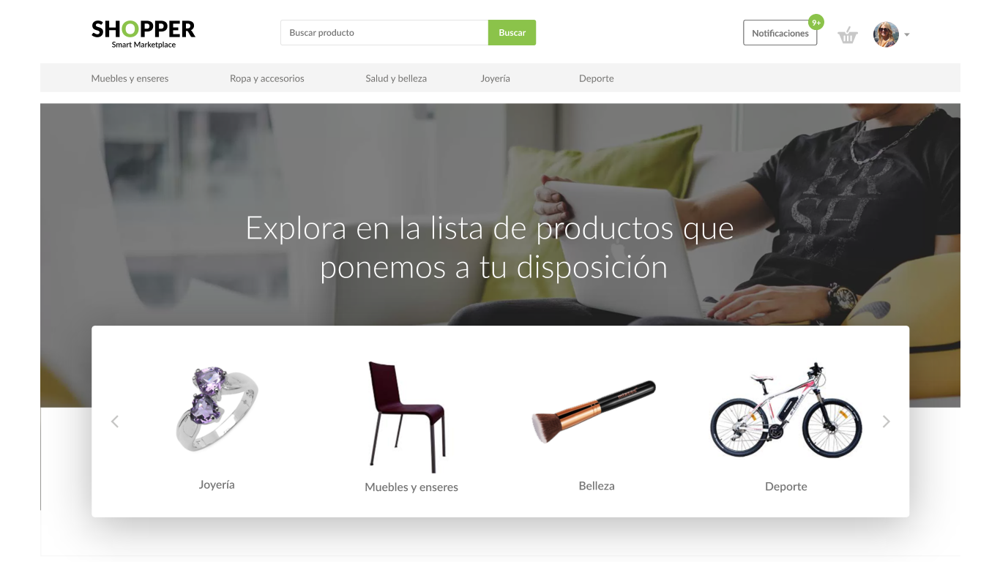 SHOPPER
Smart Marketplace
Buscar producto
Buscar
Notificaciones
9+
Muebles y enseres
Ropa y accesorios
Salud y belleza
Joyería
Deporte
Explora en la lista de productos que
ponemos a tu disposición
Joyería
Muebles y enseres
Belleza
Deporte